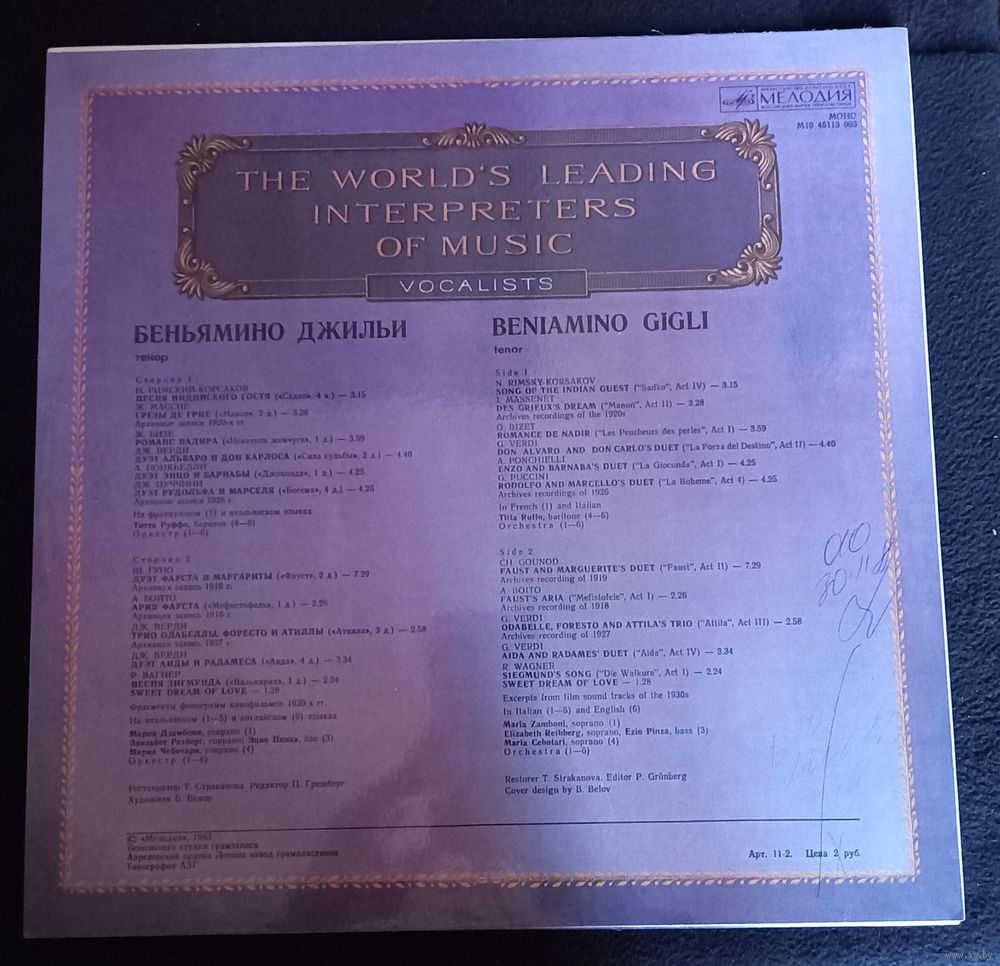 МЕЛОДИЯ
МОНО
М10 45113 003
THE WORLD'S LEADING
INTERPRETERS
OF MUSIC
VOCALISTS
БЕНЬЯМИНО ДЖИЛЬИ
тенор
Сторона 1
Н. РИМСКИЙ-КОРСАКОВ
ПЕСНЯ ИНДИЙСКОГО ГОСТЯ («Садко», 4 к.) — 3.15
Ж. МАССНЕ
ГРЕЗЫ ДЕ ГРИЕ («Манон», 2 д.) — 3.28
Архивные записи 1920-х гг.
Ж. БИЗЕ
РОМАНС НАДИРА («Искатели жемчуга», 1 д.) — 3.59
ДЖ. ВЕРДИ
ДУЭТ АЛЬВАРО И ДОН КАРЛОСА («Сила судьбы», 2 д.) — 4.40
А. ПОНКЬЕЛЛИ
ДУЭТ ЭНЦО И БАРНАБЫ («Джоконда», 1 д.) — 4.25
ДЖ. ПУЧЧИНИ
ДУЭТ РУДОЛЬФА И МАРСЕЛЯ («Богема», 4 д.) — 4.25
Архивные записи 1926 г.
На французском (1) и итальянском языках
Титта Руффо, баритон (4—6)
Оркестр (1—6)
Сторона 2
Ш. ГУНО
ДУЭТ ФАУСТА И МАРГАРИТЫ («Фауст», 2 д.) — 7.29
Архивная запись 1919 г.
А. БОЙТО
АРИЯ ФАУСТА («Мефистофель», 1 д.) — 2.26
Архивная запись 1918 г.
ДЖ. ВЕРДИ
ТРИО ОДАБЕЛЛЫ, ФОРЕСТО И АТТИЛЫ («Аттила», 3 д.) — 2.58
Архивная запись 1927 г.
ДЖ. ВЕРДИ
ДУЭТ АИДЫ И РАДАМЕСА («Аида», 4 д.) — 3.34
Р. ВАГНЕР
ПЕСНЯ ЗИГМУНДА («Валькирия», 1 д.) — 2.24
SWEET DREAM OF LOVE — 1.28
Фрагменты фонограмм кинофильмов 1930-х гг.
На итальянском (1—5) и английском (6) языках
Мария Дзамбони, сопрано (1)
Элизабет Ретберг, сопрано; Эцио Пинца, бас (3)
Мария Чеботари, сопрано (4)
Оркестр (1—6)
Реставратор Т. Страканова. Редактор П. Грюнберг
Художник Б. Белов
BENIAMINO GIGLI
tenor
Side 1
N. RIMSKY-KORSAKOV
SONG OF THE INDIAN GUEST ("Sadko", Act IV) — 3.15
J. MASSENET
DES GRIEUX'S DREAM ("Manon", Act II) — 3.28
Archives recordings of the 1920s
G. BIZET
ROMANCE DE NADIR ("Les Peucheurs des perles", Act I) — 3.59
G. VERDI
DON ALVARO AND DON CARLO'S DUET ("La Forza del Destino", Act II) — 4.40
A. PONCHIELLI
ENZO AND BARNABA'S DUET ("La Gioconda", Act I) — 4.25
G. PUCCINI
RODOLFO AND MARCELLO'S DUET ("La Boheme", Act 4) — 4.25
Archives recordings of 1926
In French (1) and Italian
Titta Ruffo, baritone (4—6)
Orchestra (1—6)
Side 2
CH. GOUNOD
FAUST AND MARGUERITE'S DUET ("Faust", Act II) — 7.29
Archives recording of 1919
A. BOITO
FAUST'S ARIA ("Mefistofele", Act 1) — 2.26
Archives recording of 1918
G. VERDI
ODABELLE, FORESTO AND ATTILA'S TRIO ("Attila", Act III) — 2.58
Archives recording of 1927
G. VERDI
AIDA AND RADAMES' DUET ("Aida", Act IV) — 3.34
R. WAGNER
SIEGMUND'S SONG ("Die Walkure", Act I) — 2.24
SWEET DREAM OF LOVE — 1.28
Excerpts from film sound tracks of the 1930s
In Italian (1—5) and English (6)
Maria Zamboni, soprano (1)
Elizabeth Rethberg, soprano, Ezio Pinza, bass (3)
Maria Cebotari, soprano (4)
Orchestra (1—6)
Restorer T. Strakanova. Editor P. Grünberg
Cover design by B. Belov
© «Мелодия», 1983
Всесоюзная студия грамзаписи
Апрелевский ордена Ленина завод грампластинок
Типография АЗГ
Арт. 11-2. Цена 2 руб.
www.ay.by